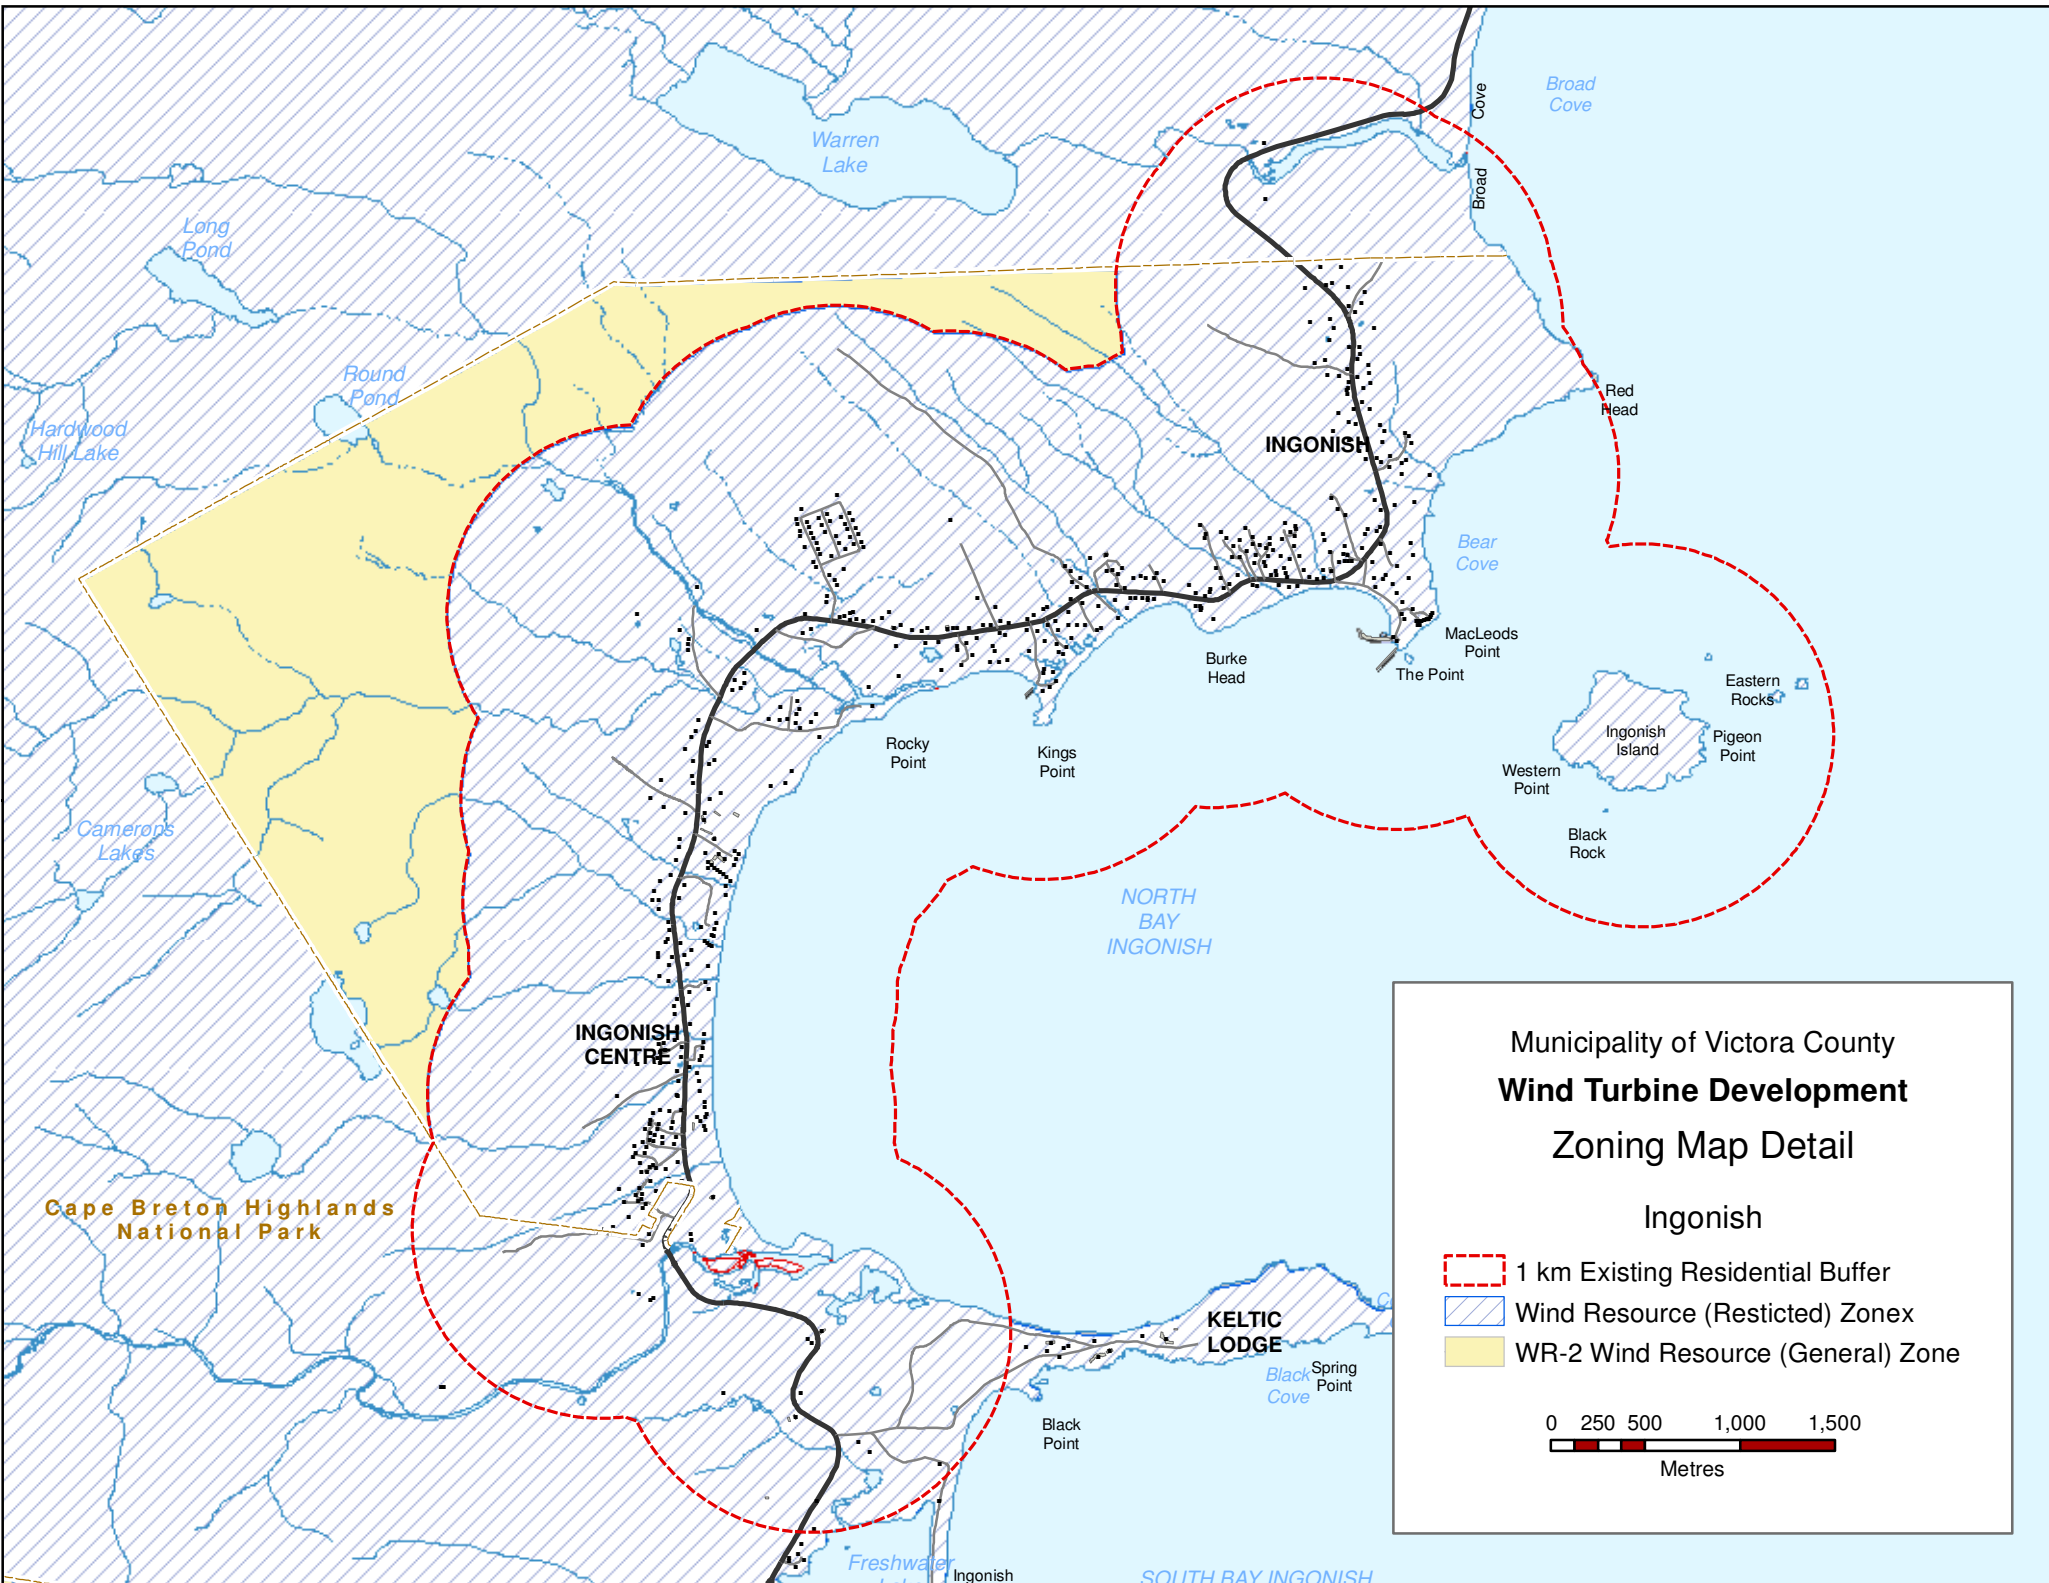 Broad
Cove
Cove
Broad
Warren
Lake
Long
Pond
Round
Pond
Hardwood
Hill Lake
Red
Head
INGONISH
Bear
Cove
MacLeods
Point
The Point
Burke
Head
Eastern
Rocks
Ingonish
Island
Pigeon
Point
Western
Point
Black
Rock
Rocky
Point
Kings
Point
Camerons
Lakes
NORTH
BAY
INGONISH
INGONISH
CENTRE
Cape Breton Highlands
National Park
KELTIC
LODGE
Black
Cove
Spring
Point
Black
Point
Freshwater
Ingonish
SOUTH BAY INGONISH
Municipality of Victora County
Wind Turbine Development
Zoning Map Detail
Ingonish
1 km Existing Residential Buffer
Wind Resource (Resticted) Zonex
WR-2 Wind Resource (General) Zone
0 250 500 1,000 1,500
Metres